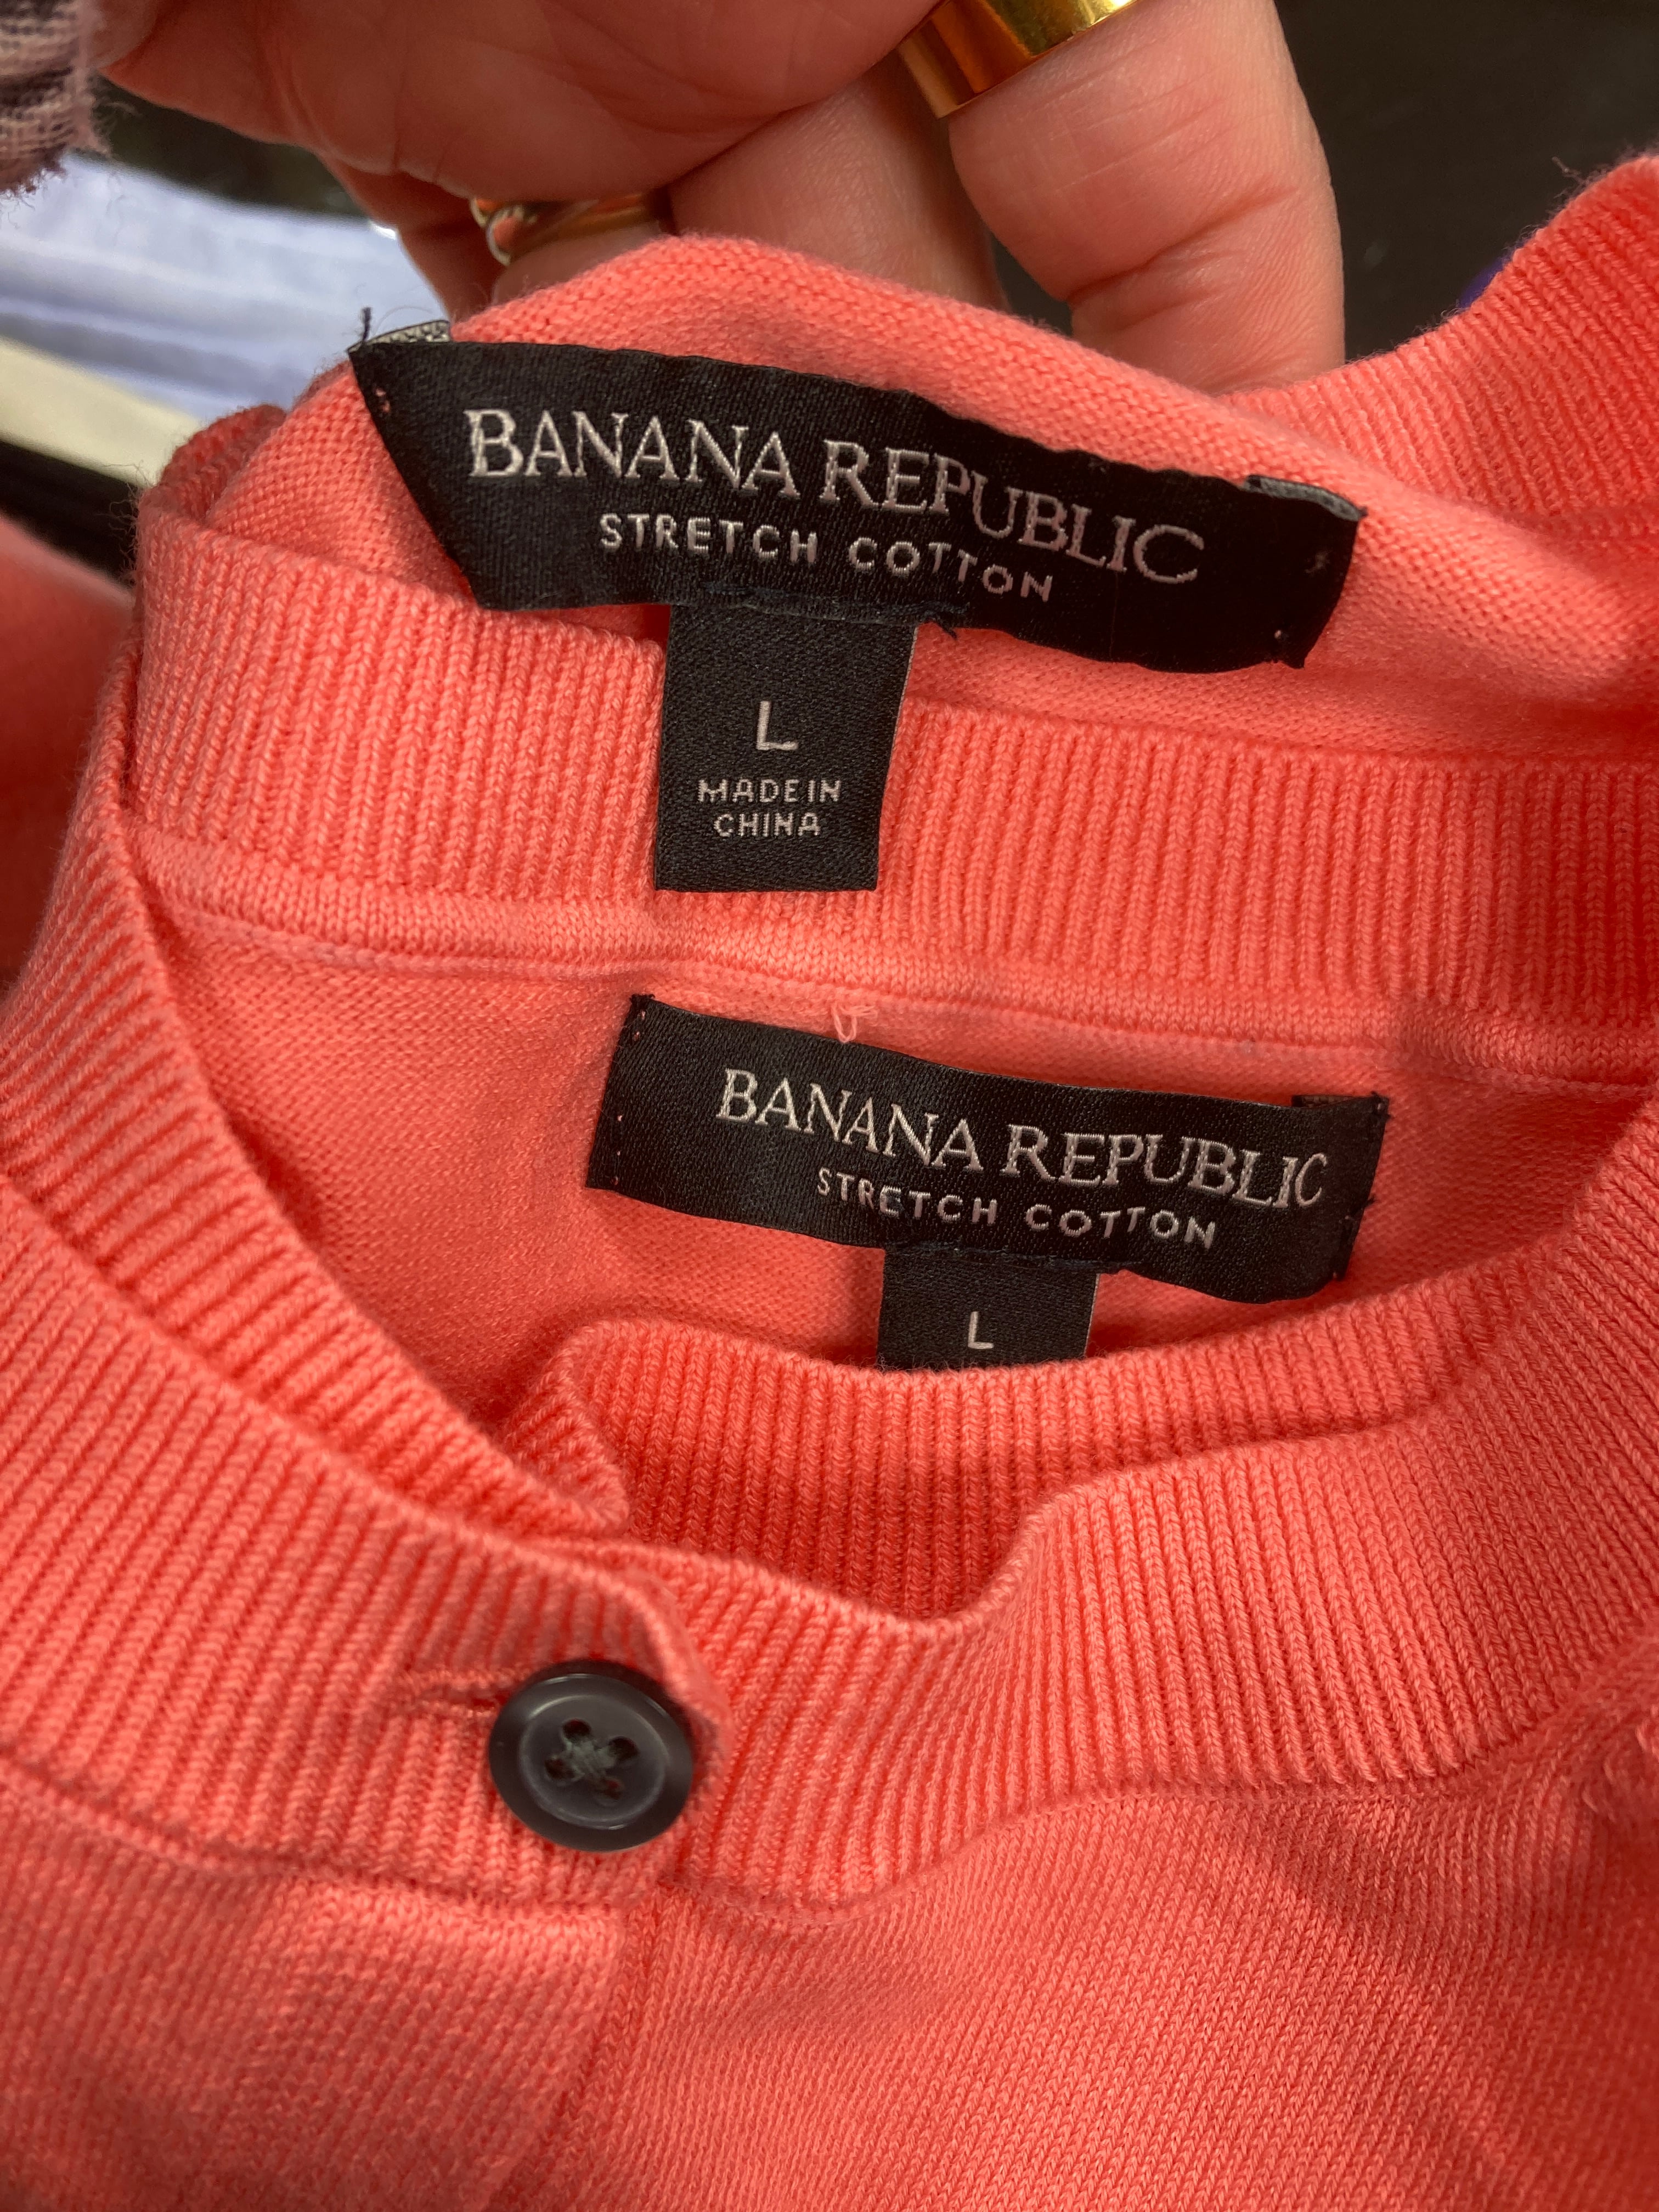 BANANA REPUBLIC
STRETCH COTTON
L
MADE IN
CHINA
BANANA REPUBLIC
STRETCH COTTON
L